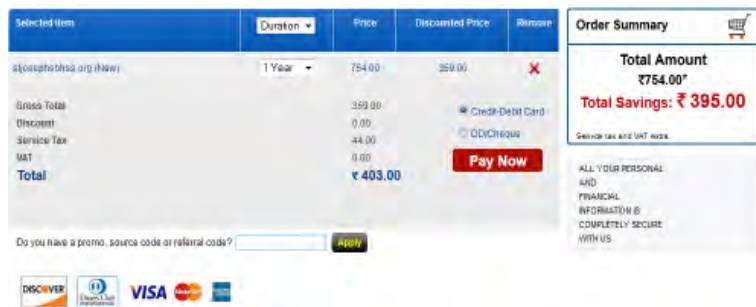 Selected Item Duration Price Discounted Price Remove
stjosephsbhss.org (New) 1 Year 754.00 359.00
Gross Total 359.00
Discount 0.00
Service Tax 44.00
VAT 0.00
Total ₹ 403.00
Credit-Debit Card
DD/Cheque
Pay Now
Do you have a promo, source code or referral code? Apply
DISCOVER VISA
Order Summary
Total Amount
₹754.00*
Total Savings: ₹ 395.00
Service tax and VAT extra.
ALL YOUR PERSONAL
AND
FINANCIAL
INFORMATION IS
COMPLETELY SECURE
WITH US